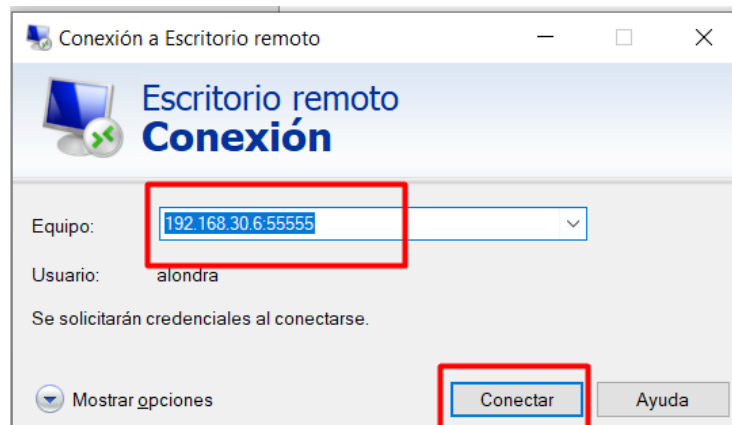 Conexión a Escritorio remoto
Escritorio remoto
Conexión
Equipo: 192.168.30.6:55555
Usuario: alondra
Se solicitarán credenciales al conectarse.
Mostrar opciones Conectar Ayuda